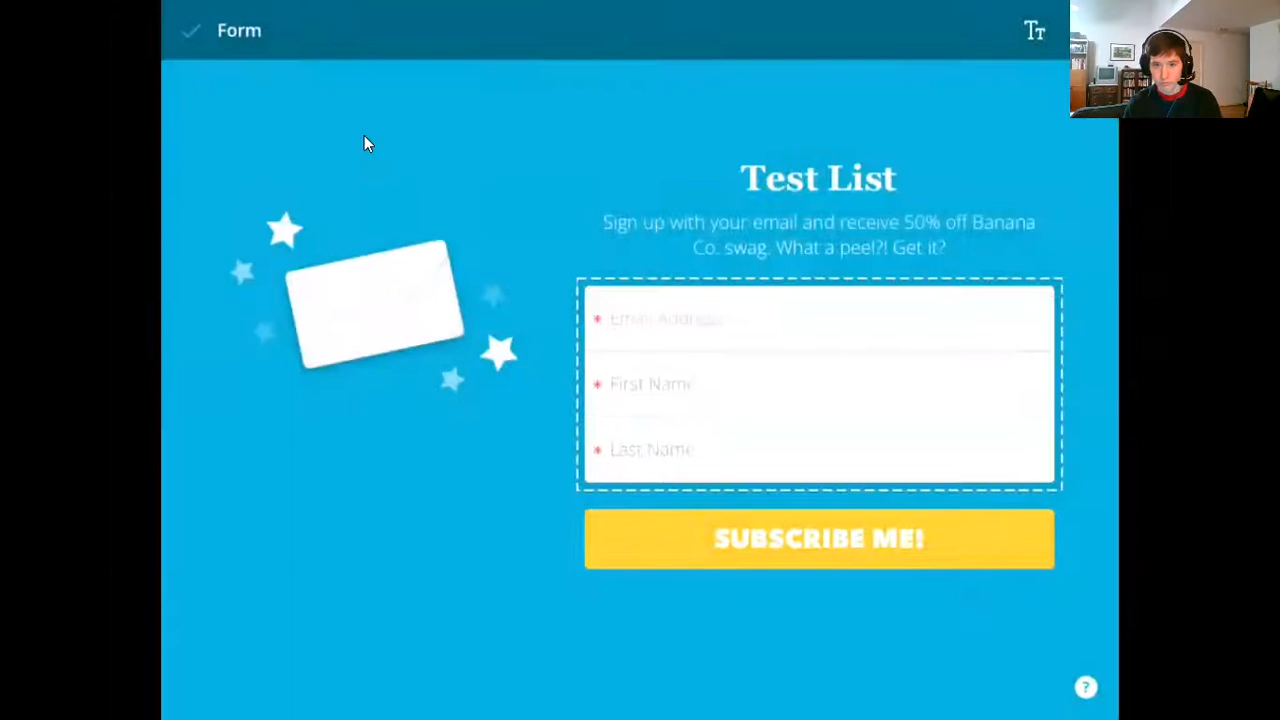 Form
TT
Test List
Sign up with your email and receive 50% off Banana
Co. swag. What a peel?! Get it?
* Email Address
* First Name
* Last Name
SUBSCRIBE ME!
?